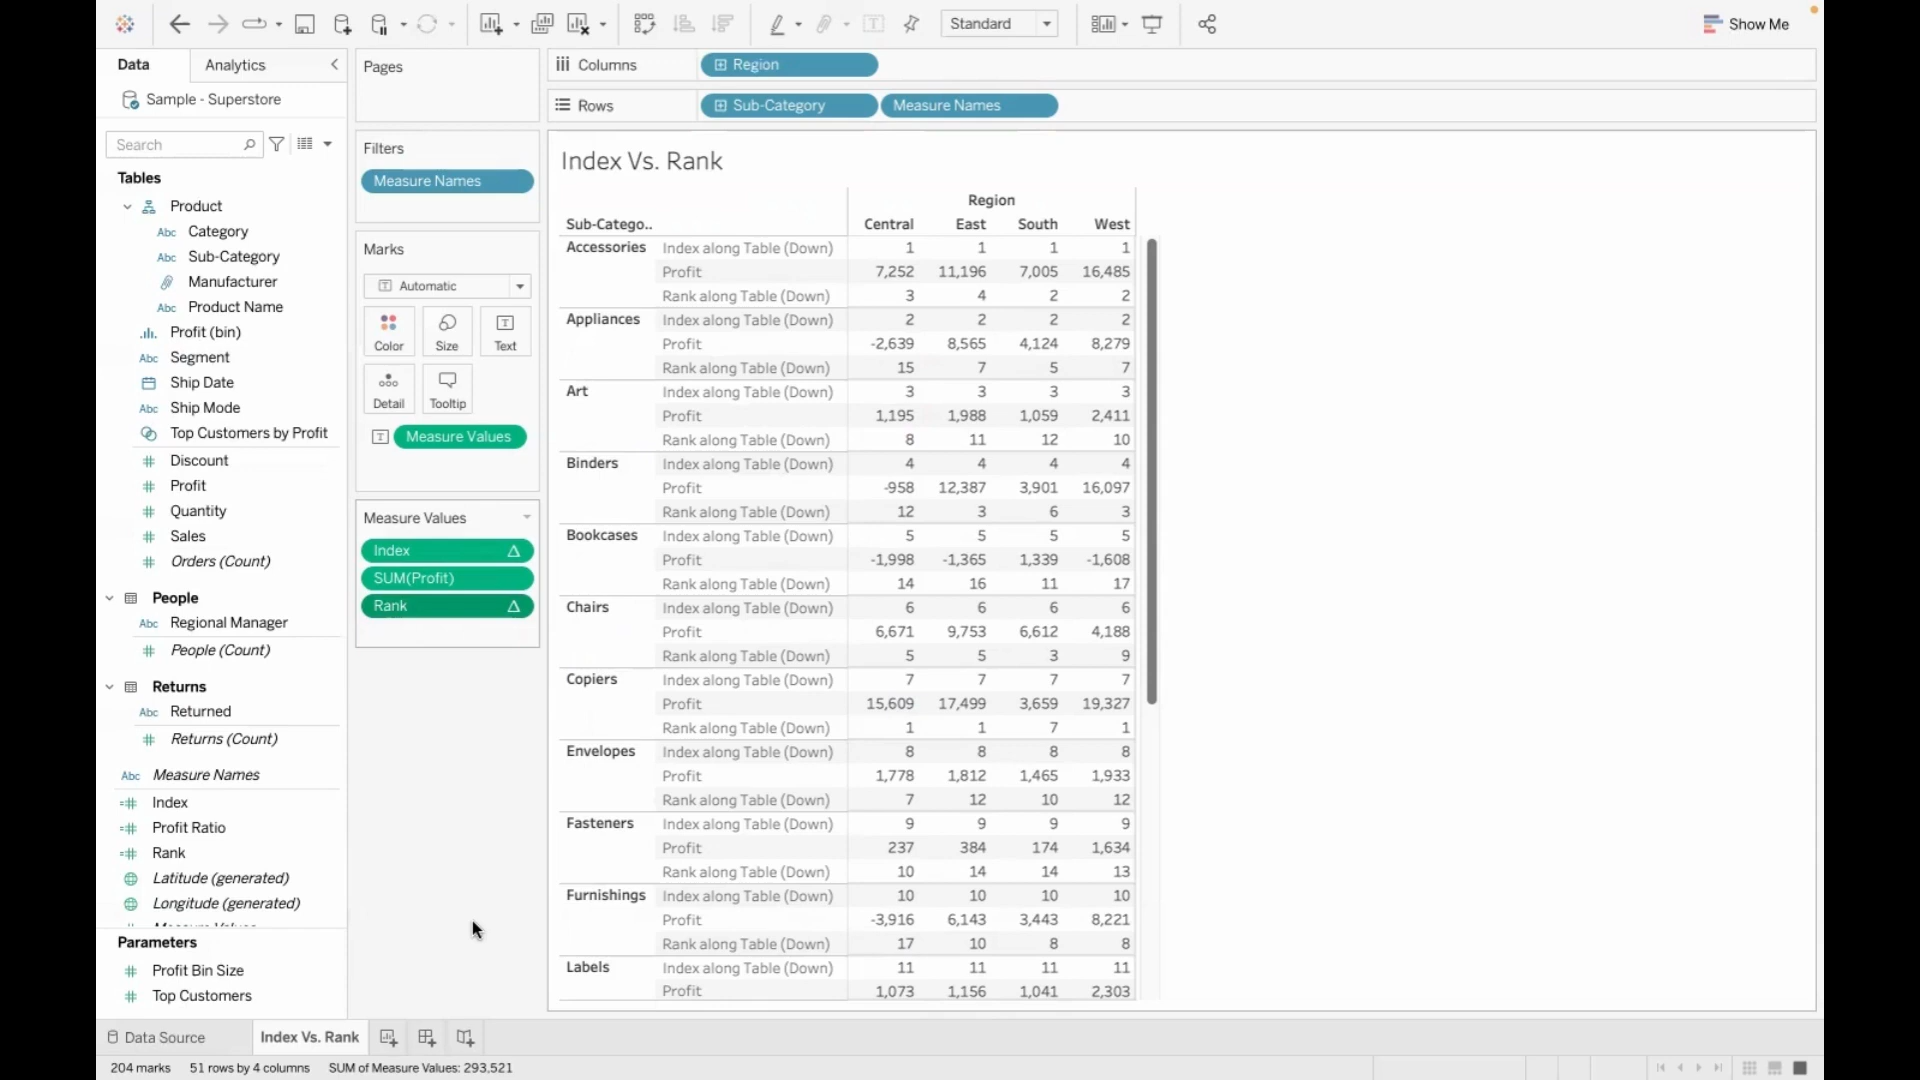 Standard
Show Me
Data
Analytics
Sample - Superstore
Search
Tables
Product
Abc Category
Abc Sub-Category
Manufacturer
Abc Product Name
Profit (bin)
Abc Segment
Ship Date
Abc Ship Mode
Top Customers by Profit
# Discount
# Profit
# Quantity
# Sales
# Orders (Count)
People
Abc Regional Manager
# People (Count)
Returns
Abc Returned
# Returns (Count)
Abc Measure Names
=# Index
=# Profit Ratio
=# Rank
Latitude (generated)
Longitude (generated)
Parameters
# Profit Bin Size
# Top Customers
Pages
Filters
Measure Names
Marks
Automatic
Color Size Text
Detail Tooltip
Measure Values
Measure Values
Index Δ
SUM(Profit)
Rank Δ
Columns Region
Rows Sub-Category Measure Names
Index Vs. Rank
Region
Sub-Catego.. Central East South West
Accessories Index along Table (Down) 1 1 1 1
Profit 7,252 11,196 7,005 16,485
Rank along Table (Down) 3 4 2 2
Appliances Index along Table (Down) 2 2 2 2
Profit -2,639 8,565 4,124 8,279
Rank along Table (Down) 15 7 5 7
Art Index along Table (Down) 3 3 3 3
Profit 1,195 1,988 1,059 2,411
Rank along Table (Down) 8 11 12 10
Binders Index along Table (Down) 4 4 4 4
Profit -958 12,387 3,901 16,097
Rank along Table (Down) 12 3 6 3
Bookcases Index along Table (Down) 5 5 5 5
Profit -1,998 -1,365 1,339 -1,608
Rank along Table (Down) 14 16 11 17
Chairs Index along Table (Down) 6 6 6 6
Profit 6,671 9,753 6,612 4,188
Rank along Table (Down) 5 5 3 9
Copiers Index along Table (Down) 7 7 7 7
Profit 15,609 17,499 3,659 19,327
Rank along Table (Down) 1 1 7 1
Envelopes Index along Table (Down) 8 8 8 8
Profit 1,778 1,812 1,465 1,933
Rank along Table (Down) 7 12 10 12
Fasteners Index along Table (Down) 9 9 9 9
Profit 237 384 174 1,634
Rank along Table (Down) 10 14 14 13
Furnishings Index along Table (Down) 10 10 10 10
Profit -3,916 6,143 3,443 8,221
Rank along Table (Down) 17 10 8 8
Labels Index along Table (Down) 11 11 11 11
Profit 1,073 1,156 1,041 2,303
Data Source
Index Vs. Rank
204 marks 51 rows by 4 columns SUM of Measure Values: 293.521